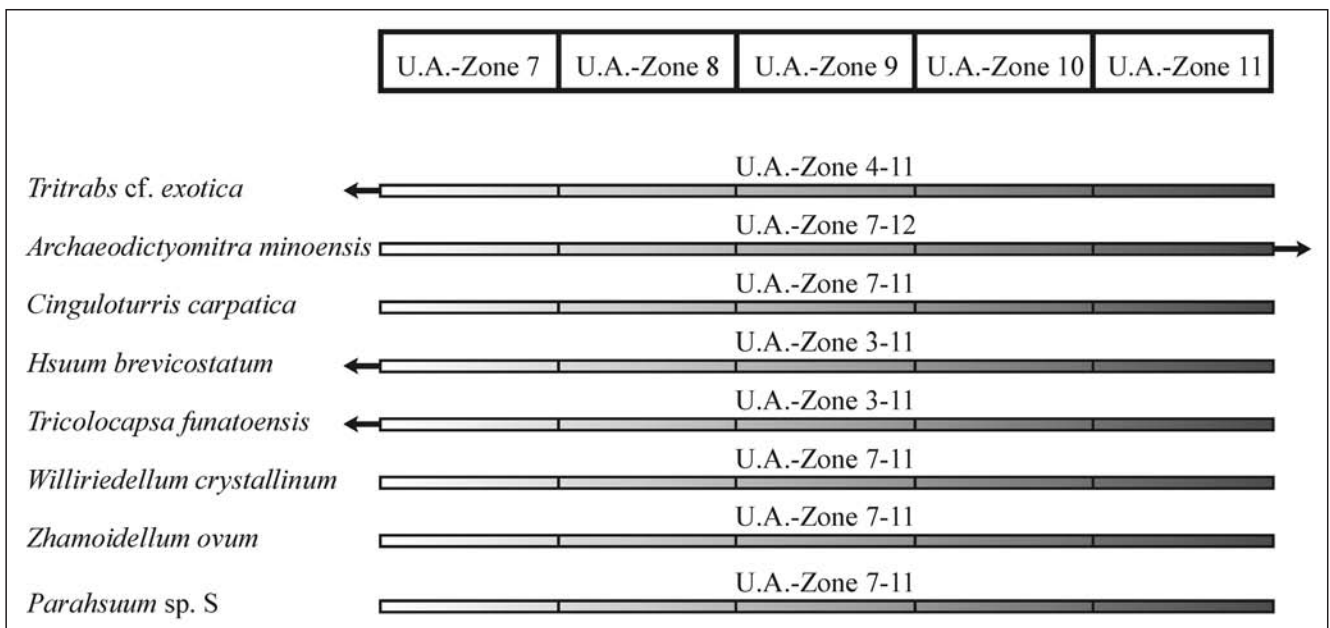 U.A.-Zone 7 U.A.-Zone 8 U.A.-Zone 9 U.A.-Zone 10 U.A.-Zone 11
U.A.-Zone 4-11
Tritrabs cf. exotica
U.A.-Zone 7-12
Archaeodictyomitra minoensis
U.A.-Zone 7-11
Cinguloturris carpatica
U.A.-Zone 3-11
Hsuum brevicostatum
U.A.-Zone 3-11
Tricolocapsa funatoensis
U.A.-Zone 7-11
Williriedellum crystallinum
U.A.-Zone 7-11
Zhamoidellum ovum
U.A.-Zone 7-11
Parahsuum sp. S